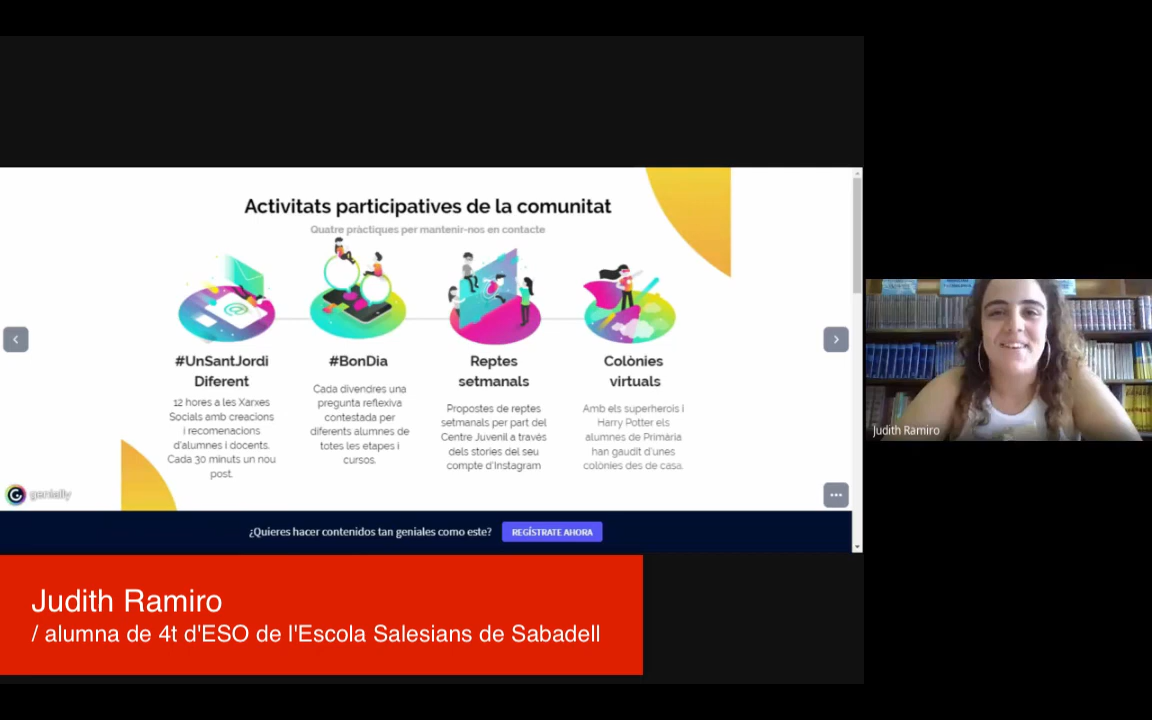 Activitats participatives de la comunitat
Quatre pràctiques per mantenir-nos en contacte
#UnSantJordi
Diferent
12 hores a les Xarxes
Socials amb creacions
i recomenacions
d'alumnes i docents.
Cada 30 minuts un nou
post.
#BonDia
Cada divendres una
pregunta reflexiva
contestada per
diferents alumnes de
totes les etapes i
cursos.
Reptes
setmanals
Propostes de reptes
setmanals per part del
Centre Juvenil a través
dels stories del seu
compte d'Instagram
Colònies
virtuals
Amb els superherois i
Harry Potter els
alumnes de Primària
han gaudit d'unes
colònies des de casa.
genially
¿Quieres hacer contenidos tan geniales como este?
REGÍSTRATE AHORA
Judith Ramiro
Judith Ramiro
/ alumna de 4t d'ESO de l'Escola Salesians de Sabadell